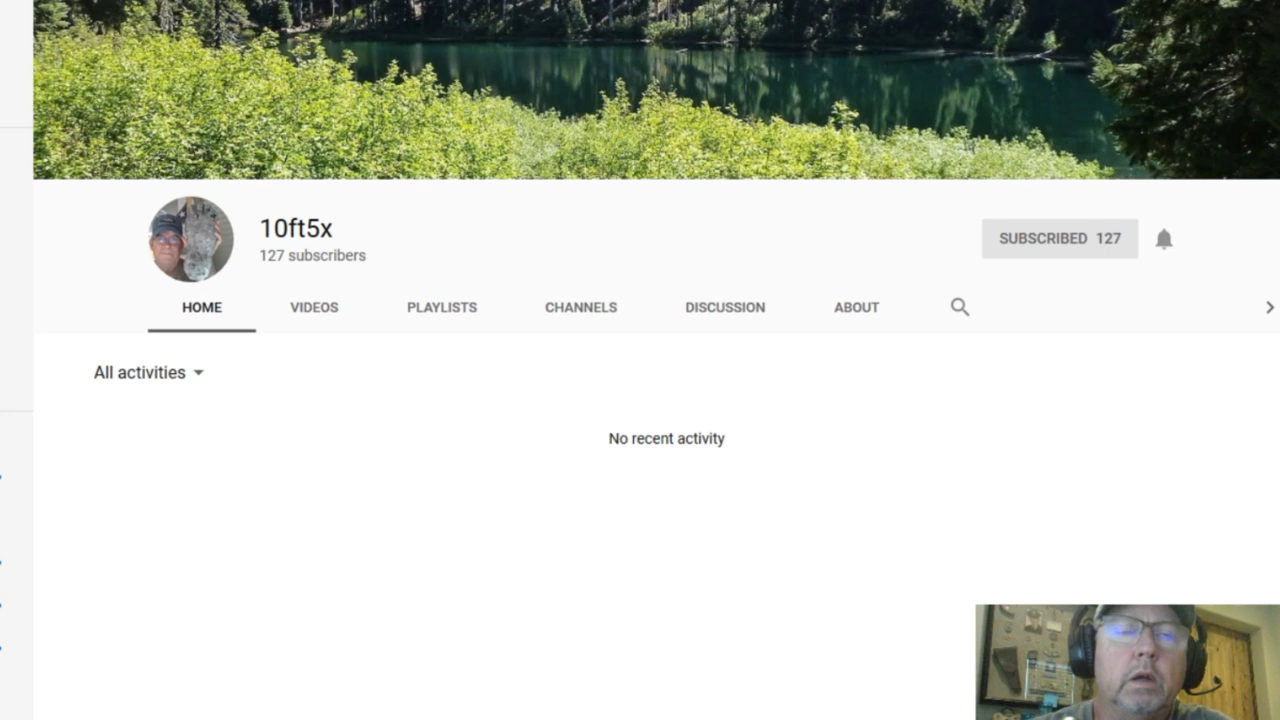 10ft5x
127 subscribers
SUBSCRIBED 127
HOME VIDEOS PLAYLISTS CHANNELS DISCUSSION ABOUT
All activities
No recent activity